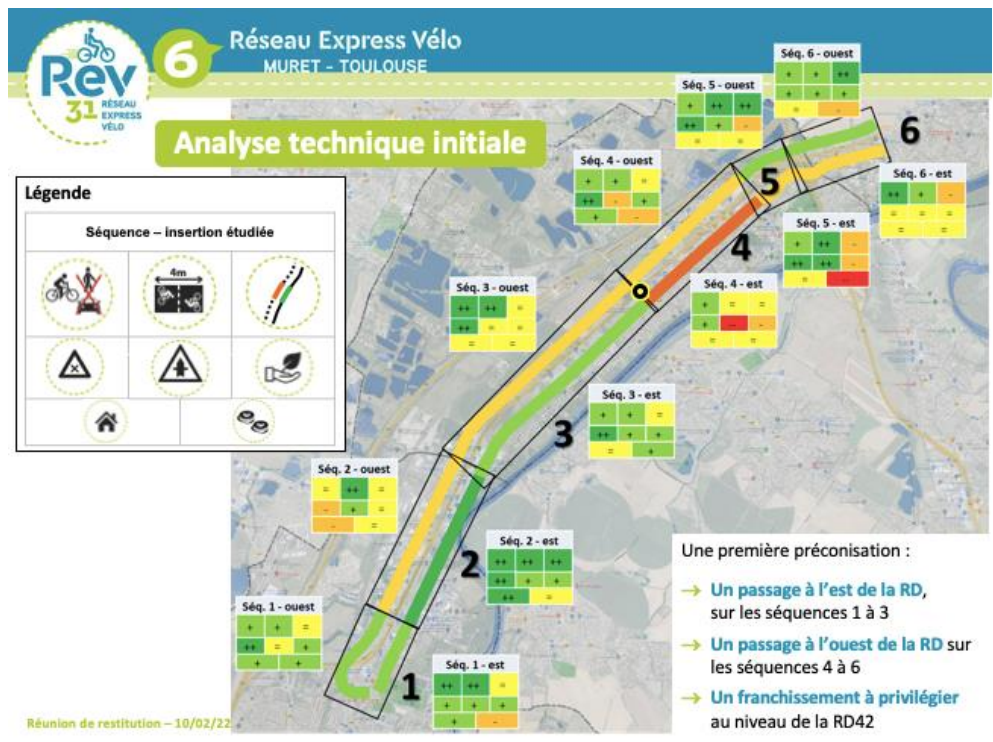 Rev
31 RÉSEAU
EXPRESS
VÉLO
6
Réseau Express Vélo
MURET - TOULOUSE
Analyse technique initiale
Légende
Séquence – insertion étudiée
4m
Séq. 6 - ouest
+ + ++
+ + +
= -
Séq. 5 - ouest
+ ++ ++
++ + -
= =
6
Séq. 4 - ouest
+ + =
++ - +
+ -
5
Séq. 6 - est
++ + -
= = =
= =
Séq. 5 - est
+ ++ -
++ ++ -
= --
4
Séq. 3 - ouest
++ ++ =
++ = =
= =
Séq. 4 - est
+ = =
+ -- -
= =
Séq. 3 - est
+ + =
++ + +
= +
3
Séq. 2 - ouest
= ++ =
- + =
- =
Séq. 2 - est
++ ++ ++
++ + +
++ =
2
Séq. 1 - ouest
+ + =
++ = +
+ +
Séq. 1 - est
++ ++ =
+ + +
+ -
1
Une première préconisation :
→ Un passage à l'est de la RD,
sur les séquences 1 à 3
→ Un passage à l'ouest de la RD sur
les séquences 4 à 6
→ Un franchissement à privilégier
au niveau de la RD42
Réunion de restitution – 10/02/22